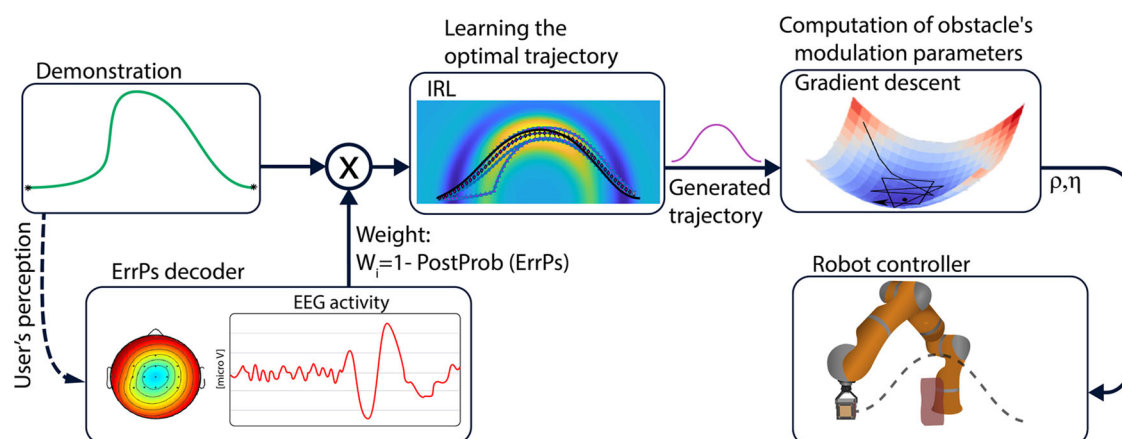 Demonstration
User's perception
ErrPs decoder
EEG activity
[micro V]
X
Weight:
Wi=1- PostProb (ErrPs)
Learning the
optimal trajectory
IRL
Generated
trajectory
Computation of obstacle's
modulation parameters
Gradient descent
ρ,η
Robot controller